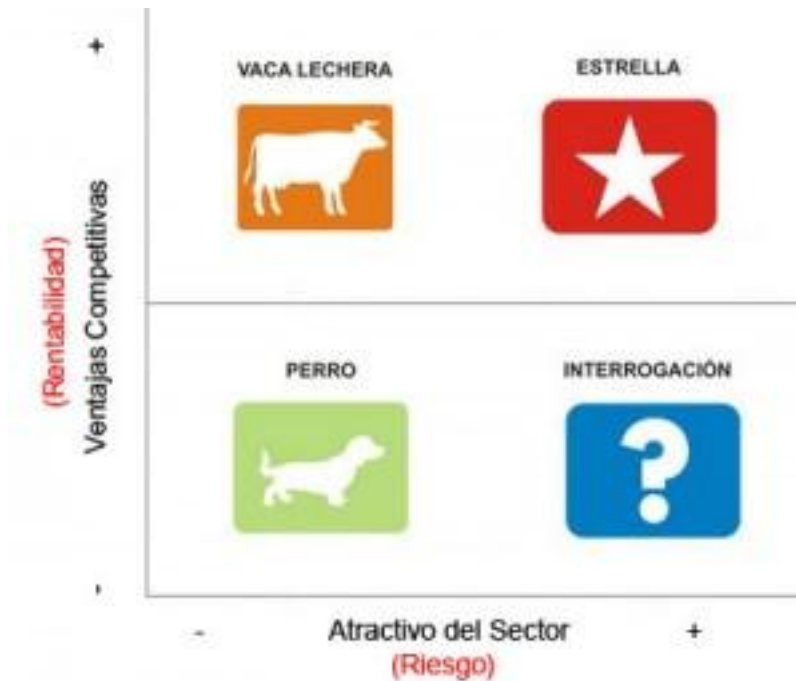 +
VACA LECHERA
ESTRELLA
(Rentabilidad)
Ventajas Competitivas
PERRO
INTERROGACIÓN
?
-
- Atractivo del Sector +
(Riesgo)